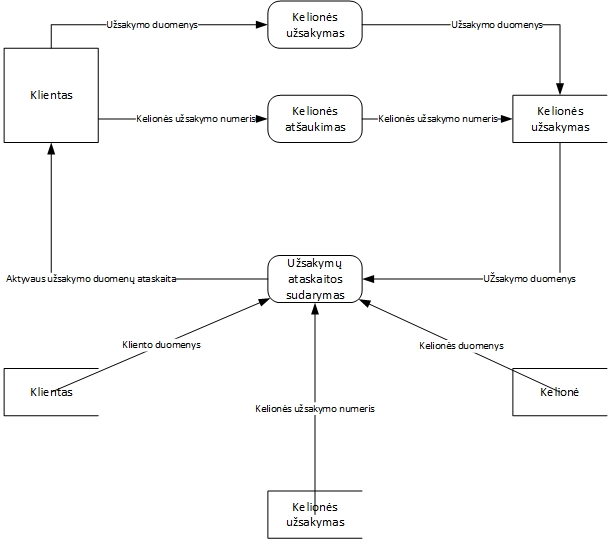 Užsakymo duomenys
Kelionės
užsakymas
Užsakymo duomenys
Klientas
Kelionės užsakymo numeris
Kelionės
atšaukimas
Kelionės užsakymo numeris
Kelionės
užsakymas
Aktyvaus užsakymo duomenų ataskaita
Užsakymų
ataskaitos
sudarymas
UŽsakymo duomenys
Kliento duomenys
Kelionės duomenys
Klientas
Kelionės užsakymo numeris
Kelionė
Kelionės
užsakymas